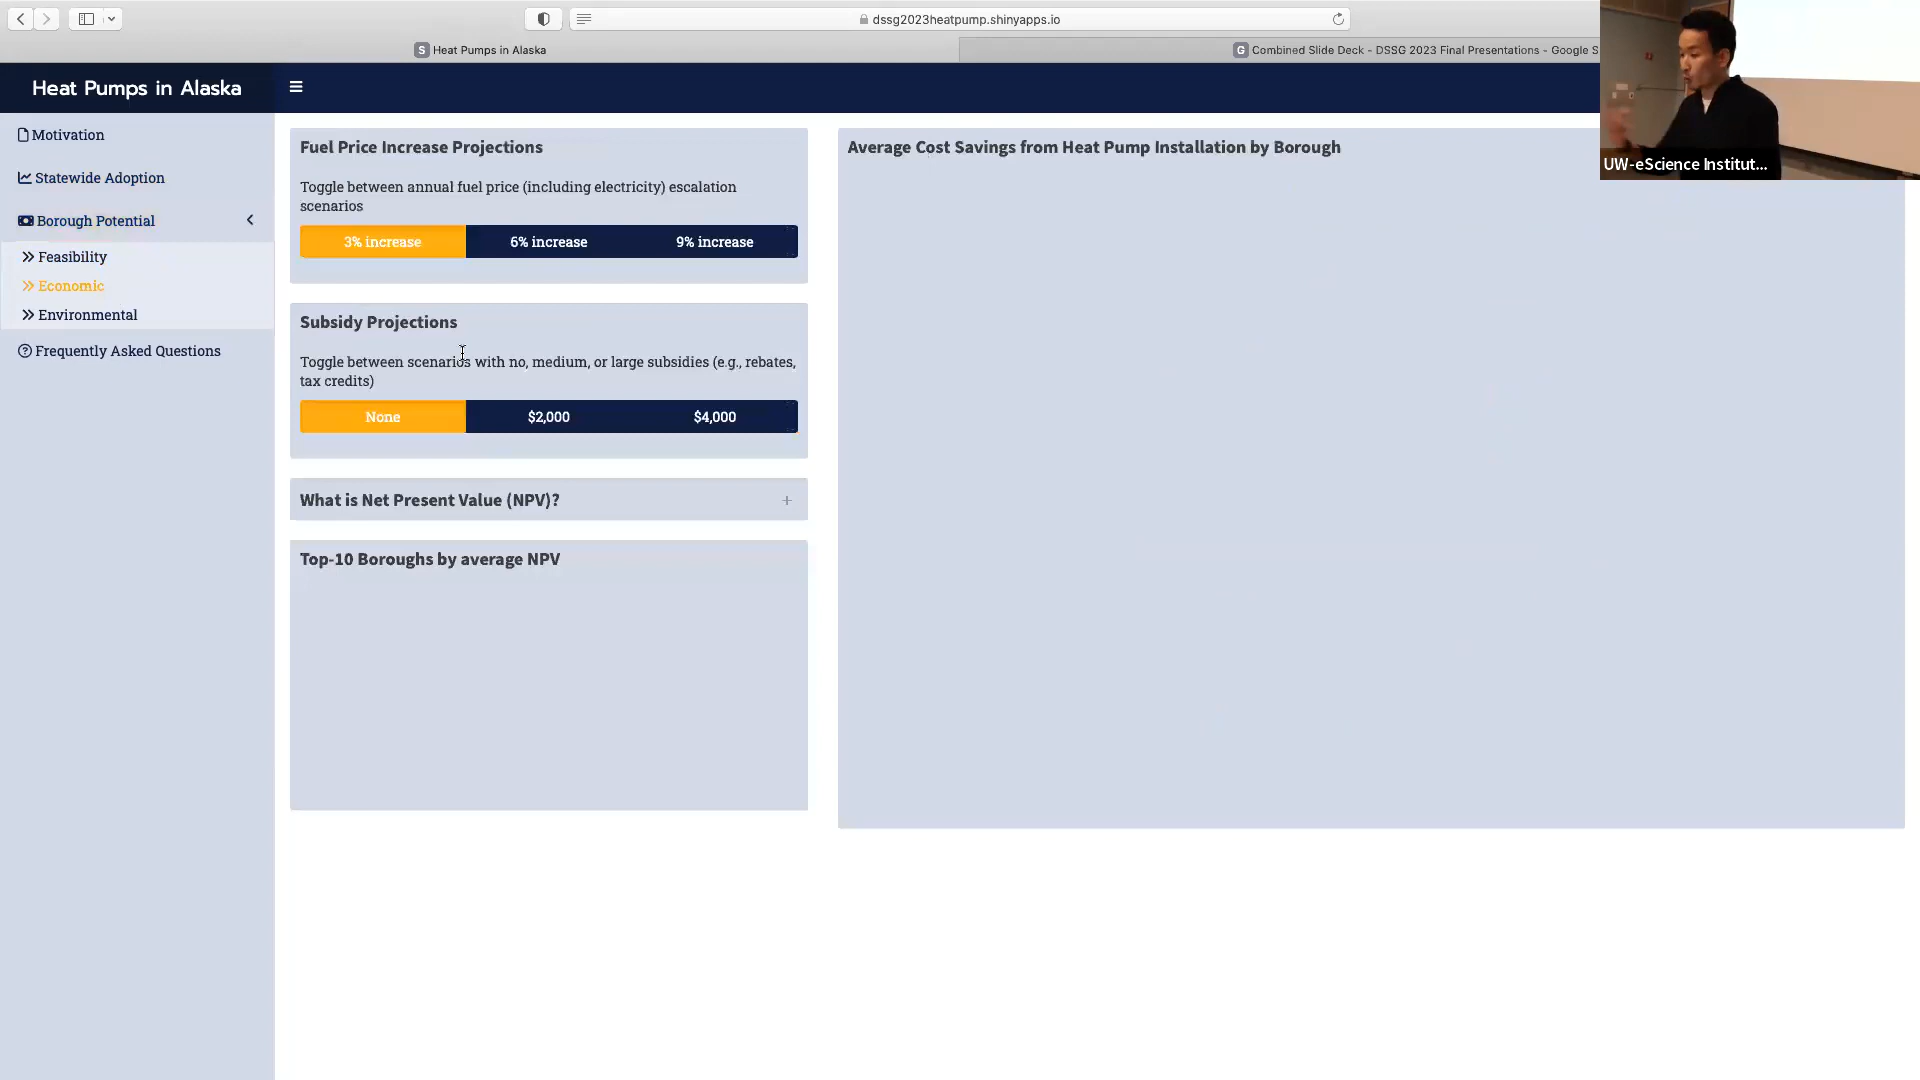 dssg2023heatpump.shinyapps.io
S Heat Pumps in Alaska
G Combined Slide Deck - DSSG 2023 Final Presentations - Google S
Heat Pumps in Alaska
Motivation
Statewide Adoption
Borough Potential
Feasibility
Economic
Environmental
Frequently Asked Questions
Fuel Price Increase Projections
Toggle between annual fuel price (including electricity) escalation
scenarios
3% increase 6% increase 9% increase
Subsidy Projections
Toggle between scenarios with no, medium, or large subsidies (e.g., rebates,
tax credits)
None $2,000 $4,000
What is Net Present Value (NPV)? +
Top-10 Boroughs by average NPV
Average Cost Savings from Heat Pump Installation by Borough
UW-eScience Institut...